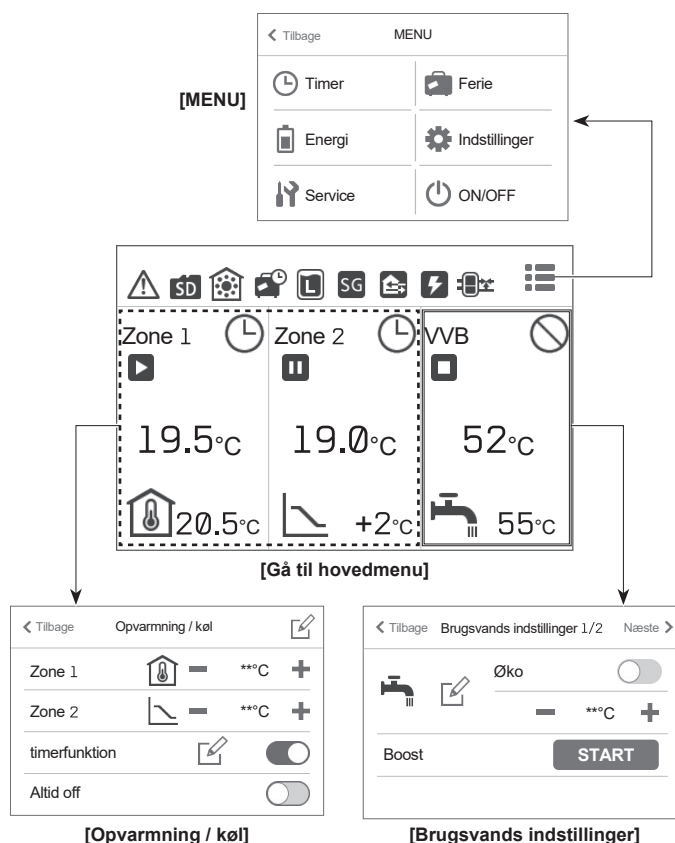 Tilbage MENU
[MENU]
Timer Ferie
Energi Indstillinger
Service ON/OFF
SD L SG
Zone 1 Zone 2 VVB
19.5°C 19.0°C 52°C
20.5°C +2°C 55°C
[Gå til hovedmenu]
Tilbage Opvarmning / køl
Zone 1 **°C
Zone 2 **°C
timerfunktion
Altid off
[Opvarmning / køl]
Tilbage Brugsvands indstillinger 1/2 Næste
Øko
**°C
Boost START
[Brugsvands indstillinger]